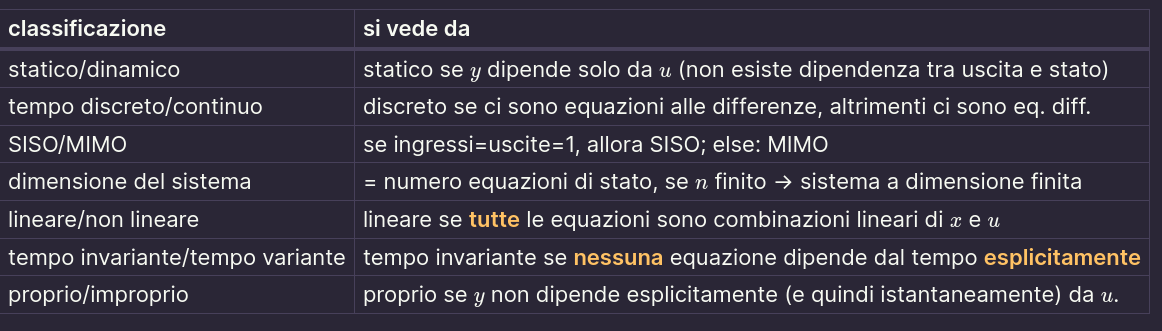 classificazione si vede da
statico/dinamico statico se y dipende solo da u (non esiste dipendenza tra uscita e stato)
tempo discreto/continuo discreto se ci sono equazioni alle differenze, altrimenti ci sono eq. diff.
SISO/MIMO se ingressi=uscite=1, allora SISO; else: MIMO
dimensione del sistema = numero equazioni di stato, se n finito → sistema a dimensione finita
lineare/non lineare lineare se tutte le equazioni sono combinazioni lineari di x e u
tempo invariante/tempo variante tempo invariante se nessuna equazione dipende dal tempo esplicitamente
proprio/improprio proprio se y non dipende esplicitamente (e quindi istantaneamente) da u.